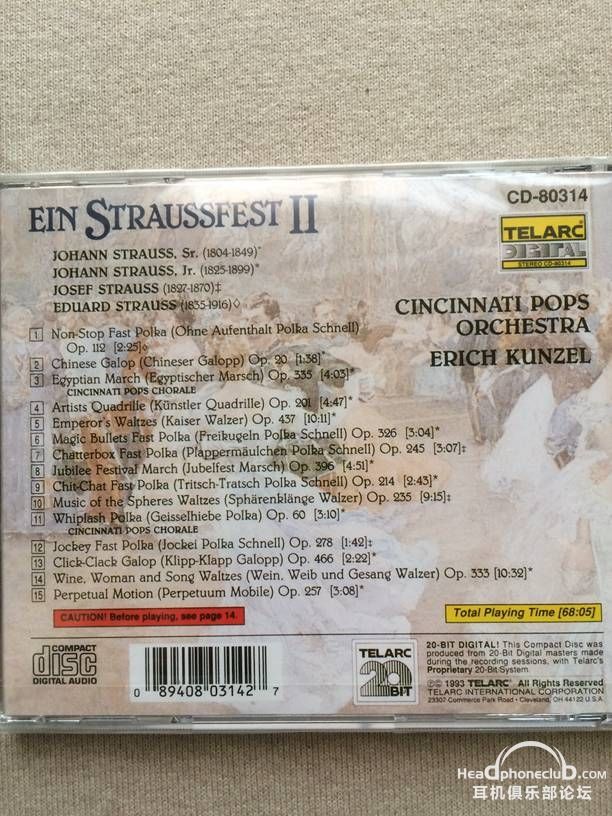 CD-80314
EIN STRAUSSFEST II
TELARC
DIGITAL
STEREO CD-80314
JOHANN STRAUSS, Sr. (1804-1849)^
JOHANN STRAUSS, Jr. (1825-1899)*
JOSEF STRAUSS (1827-1870)‡
EDUARD STRAUSS (1835-1916)◊
CINCINNATI POPS
ORCHESTRA
ERICH KUNZEL
1 Non-Stop Fast Polka (Ohne Aufenthalt Polka Schnell)
Op. 112 [2:25]◊
2 Chinese Galop (Chineser Galopp) Op. 20 [1:38]^
3 Egyptian March (Egyptischer Marsch) Op. 335 [4:03]*
CINCINNATI POPS CHORALE
4 Artists Quadrille (Künstler Quadrille) Op. 201 [4:47]*
5 Emperor's Waltzes (Kaiser Walzer) Op. 437 [10:11]*
6 Magic Bullets Fast Polka (Freikugeln Polka Schnell) Op. 326 [3:04]*
7 Chatterbox Fast Polka (Plappermäulchen Polka Schnell) Op. 245 [3:07]‡
8 Jubilee Festival March (Jubelfest Marsch) Op. 396 [4:51]*
9 Chit-Chat Fast Polka (Tritsch-Tratsch Polka Schnell) Op. 214 [2:43]*
10 Music of the Spheres Waltzes (Sphärenklänge Walzer) Op. 235 [9:15]‡
11 Whiplash Polka (Geisselhiebe Polka) Op. 60 [3:10]*
CINCINNATI POPS CHORALE
12 Jockey Fast Polka (Jockei Polka Schnell) Op. 278 [1:42]‡
13 Click-Clack Galop (Klipp-Klapp Galopp) Op. 466 [2:22]*
14 Wine, Woman and Song Waltzes (Wein, Weib und Gesang Walzer) Op. 333 [10:32]*
15 Perpetual Motion (Perpetuum Mobile) Op. 257 [3:08]*
CAUTION! Before playing, see page 14.
Total Playing Time [68:05]
COMPACT
disc
DIGITAL AUDIO
0 89408 03142 7
TELARC
20
BIT
20-BIT DIGITAL! This Compact Disc was
produced from 20-Bit Digital masters made
during the recording sessions, with Telarc's
Proprietary 20-Bit System.
℗© 1993 TELARC® All Rights Reserved
TELARC INTERNATIONAL CORPORATION
23307 Commerce Park Road • Cleveland, OH 44122 U.S.A.
Headphoneclub.com
耳机俱乐部论坛